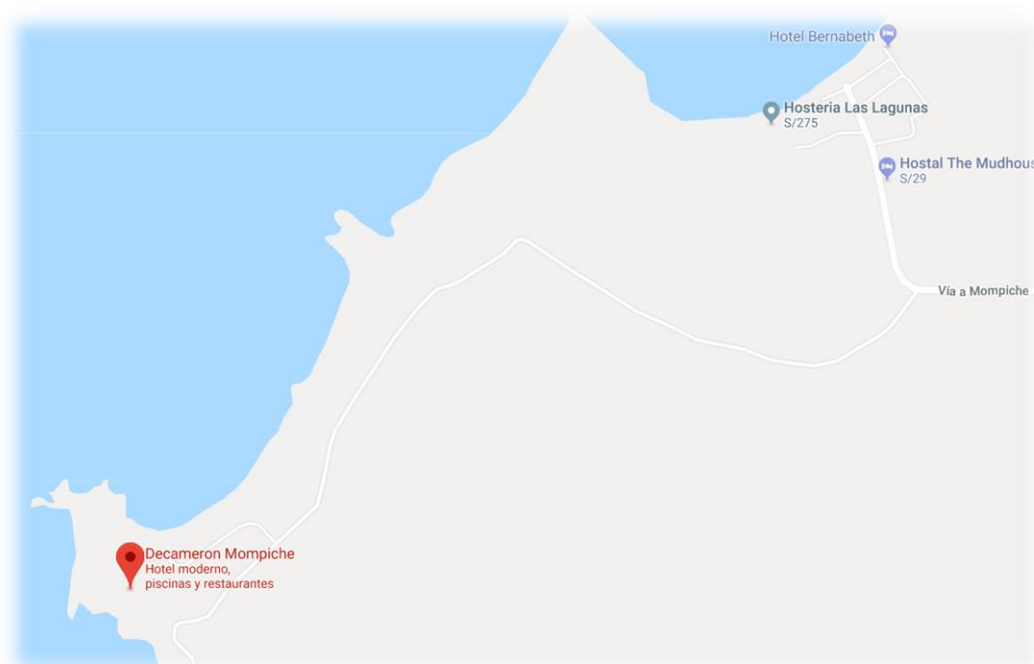 Hotel Bernabeth
Hosteria Las Lagunas
S/275
Hostal The Mudhous
S/29
Vía a Mompiche
Decameron Mompiche
Hotel moderno,
piscinas y restaurantes